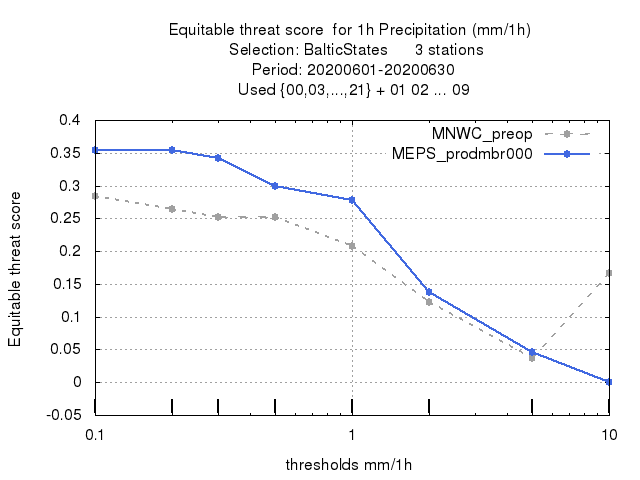 Equitable threat score  for 1h Precipitation (mm/1h)
Selection: BalticStates      3 stations
Period: 20200601-20200630
Used {00,03,...,21} + 01 02 ... 09
MNWC_preop
MEPS_prodmbr000
0.4
0.35
0.3
0.25
0.2
0.15
0.1
0.05
0
-0.05
Equitable threat score
0.1 1 10
thresholds mm/1h